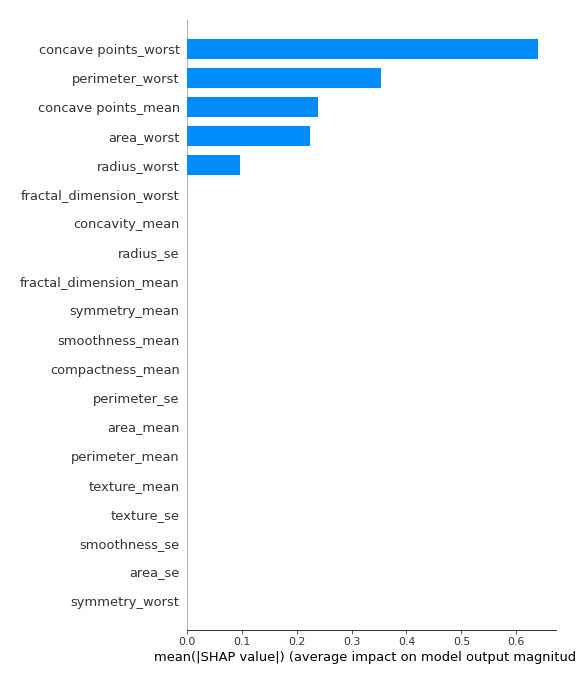 concave points_worst
perimeter_worst
concave points_mean
area_worst
radius_worst
fractal_dimension_worst
concavity_mean
radius_se
fractal_dimension_mean
symmetry_mean
smoothness_mean
compactness_mean
perimeter_se
area_mean
perimeter_mean
texture_mean
texture_se
smoothness_se
area_se
symmetry_worst
0.0 0.1 0.2 0.3 0.4 0.5 0.6
mean(|SHAP value|) (average impact on model output magnitud